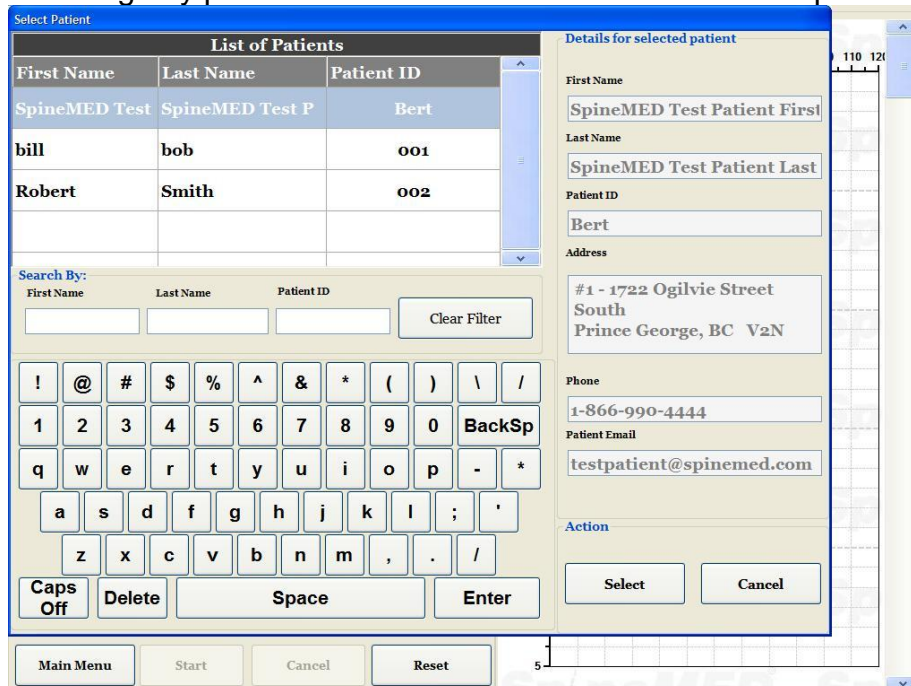 Select Patient
List of Patients
First Name Last Name Patient ID
SpineMED Test SpineMED Test P Bert
bill bob 001
Robert Smith 002
Search By:
First Name Last Name Patient ID
Clear Filter
! @ # $ % ^ & * ( ) \ /
1 2 3 4 5 6 7 8 9 0 BackSp
q w e r t y u i o p - *
a s d f g h j k l ; '
z x c v b n m , . /
Caps Off Delete Space Enter
Details for selected patient
First Name
SpineMED Test Patient First
Last Name
SpineMED Test Patient Last
Patient ID
Bert
Address
#1 - 1722 Ogilvie Street
South
Prince George, BC V2N
Phone
1-866-990-4444
Patient Email
testpatient@spinemed.com
Action
Select Cancel
110 120
Main Menu Start Cancel Reset
5